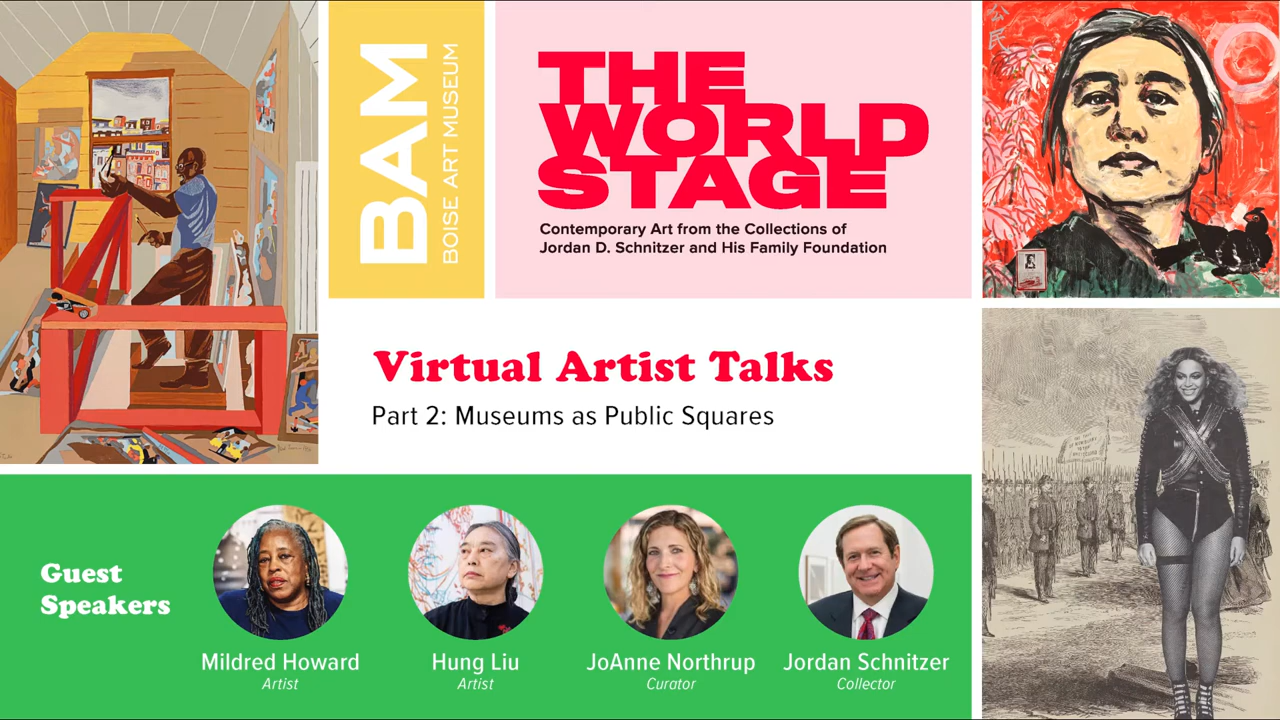 BAM
BOISE ART MUSEUM
THE
WORLD
STAGE
Contemporary Art from the Collections of
Jordan D. Schnitzer and His Family Foundation
公
民
Virtual Artist Talks
Part 2: Museums as Public Squares
Guest
Speakers
Mildred Howard
Artist
Hung Liu
Artist
JoAnne Northrup
Curator
Jordan Schnitzer
Collector